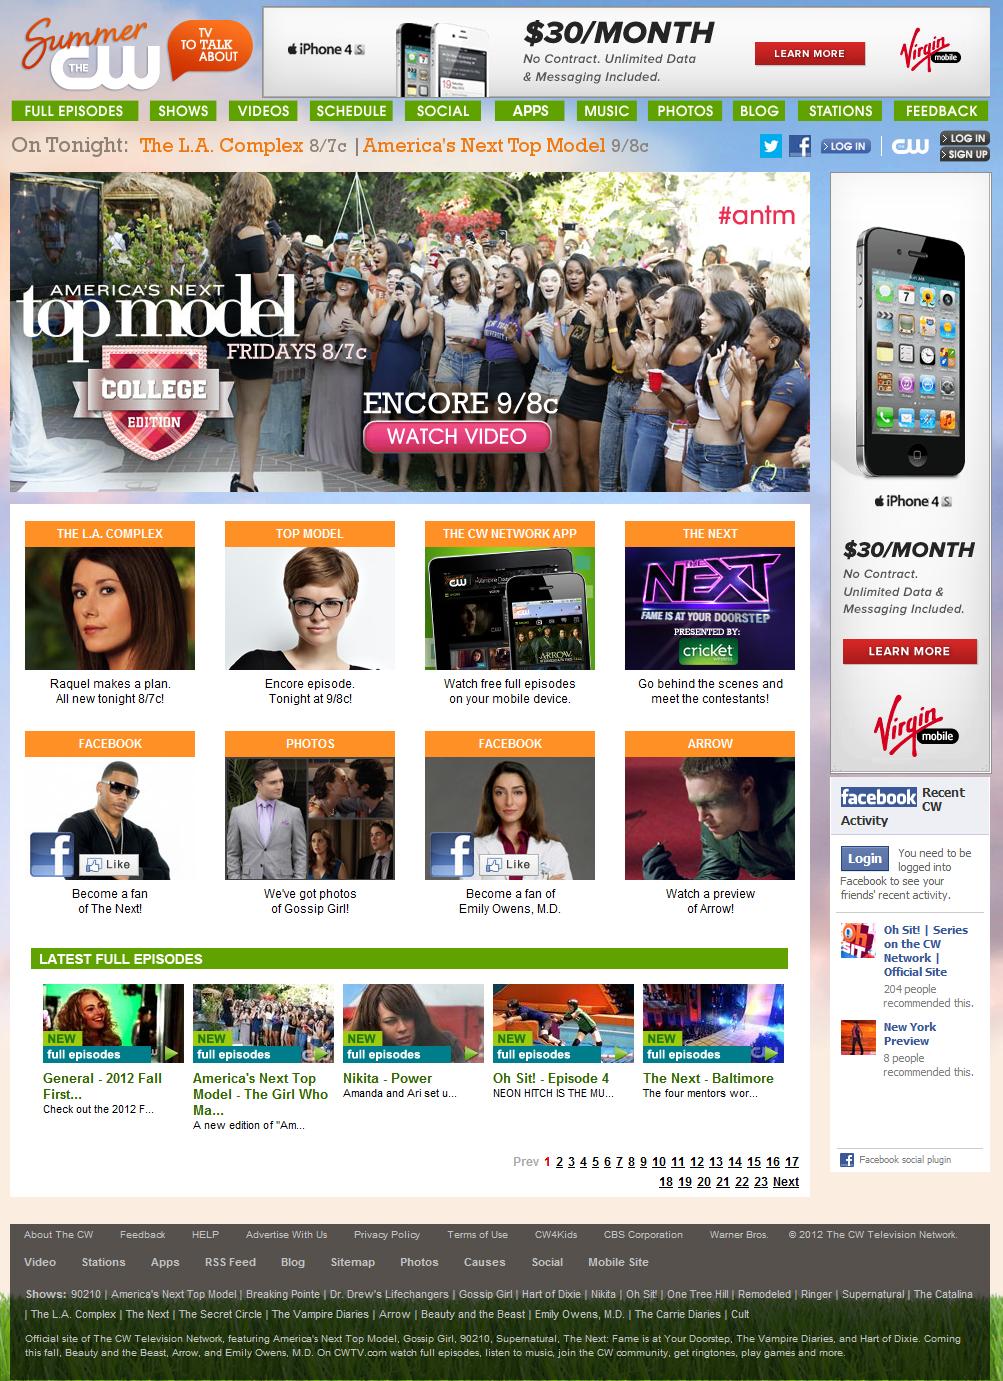 Summer
THE CW
TV
TO TALK
ABOUT
iPhone 4S
$30/MONTH
No Contract. Unlimited Data
& Messaging Included.
LEARN MORE
Virgin
mobile
FULL EPISODES SHOWS VIDEOS SCHEDULE SOCIAL APPS MUSIC PHOTOS BLOG STATIONS FEEDBACK
On Tonight: The L.A. Complex 8/7c | America's Next Top Model 9/8c
f > LOG IN
THE CW
> LOG IN
> SIGN UP
#antm
AMERICA'S NEXT
top model
FRIDAYS 8/7c
COLLEGE
EDITION
ENCORE 9/8c
WATCH VIDEO
iPhone 4S
$30/MONTH
No Contract.
Unlimited Data &
Messaging Included.
LEARN MORE
Virgin
mobile
THE L.A. COMPLEX TOP MODEL THE CW NETWORK APP THE NEXT
THE NEXT
FAME IS AT YOUR DOORSTEP
PRESENTED BY:
cricket
ARROW
Raquel makes a plan.
All new tonight 8/7c!
Encore episode.
Tonight at 9/8c!
Watch free full episodes
on your mobile device.
Go behind the scenes and
meet the contestants!
FACEBOOK PHOTOS FACEBOOK ARROW
f Like
f Like
Become a fan
of The Next!
We've got photos
of Gossip Girl!
Become a fan of
Emily Owens, M.D.
Watch a preview
of Arrow!
facebook Recent
CW
Activity
Login You need to be
logged into
Facebook to see your
friends' recent activity.
Oh Sit! | Series
on the CW
Network |
Official Site
204 people
recommended this.
New York
Preview
8 people
recommended this.
Facebook social plugin
LATEST FULL EPISODES
NEW NEW NEW NEW NEW
full episodes full episodes full episodes full episodes full episodes
General - 2012 Fall
First...
Check out the 2012 F...
America's Next Top
Model - The Girl Who
Ma...
A new edition of "Am...
Nikita - Power
Amanda and Ari set u...
Oh Sit! - Episode 4
NEON HITCH IS THE MU...
The Next - Baltimore
The four mentors wor...
Prev 1 2 3 4 5 6 7 8 9 10 11 12 13 14 15 16 17
18 19 20 21 22 23 Next
About The CW Feedback HELP Advertise With Us Privacy Policy Terms of Use CW4Kids CBS Corporation Warner Bros. © 2012 The CW Television Network.
Video Stations Apps RSS Feed Blog Sitemap Photos Causes Social Mobile Site
Shows: 90210 | America's Next Top Model | Breaking Pointe | Dr. Drew's Lifechangers | Gossip Girl | Hart of Dixie | Nikita | Oh Sit! | One Tree Hill | Remodeled | Ringer | Supernatural | The Catalina
| The L.A. Complex | The Next | The Secret Circle | The Vampire Diaries | Arrow | Beauty and the Beast | Emily Owens, M.D. | The Carrie Diaries | Cult
Official site of The CW Television Network, featuring America's Next Top Model, Gossip Girl, 90210, Supernatural, The Next: Fame is at Your Doorstep, The Vampire Diaries, and Hart of Dixie. Coming
this fall, Beauty and the Beast, Arrow, and Emily Owens, M.D. On CWTV.com watch full episodes, listen to music, join the CW community, get ringtones, play games and more.